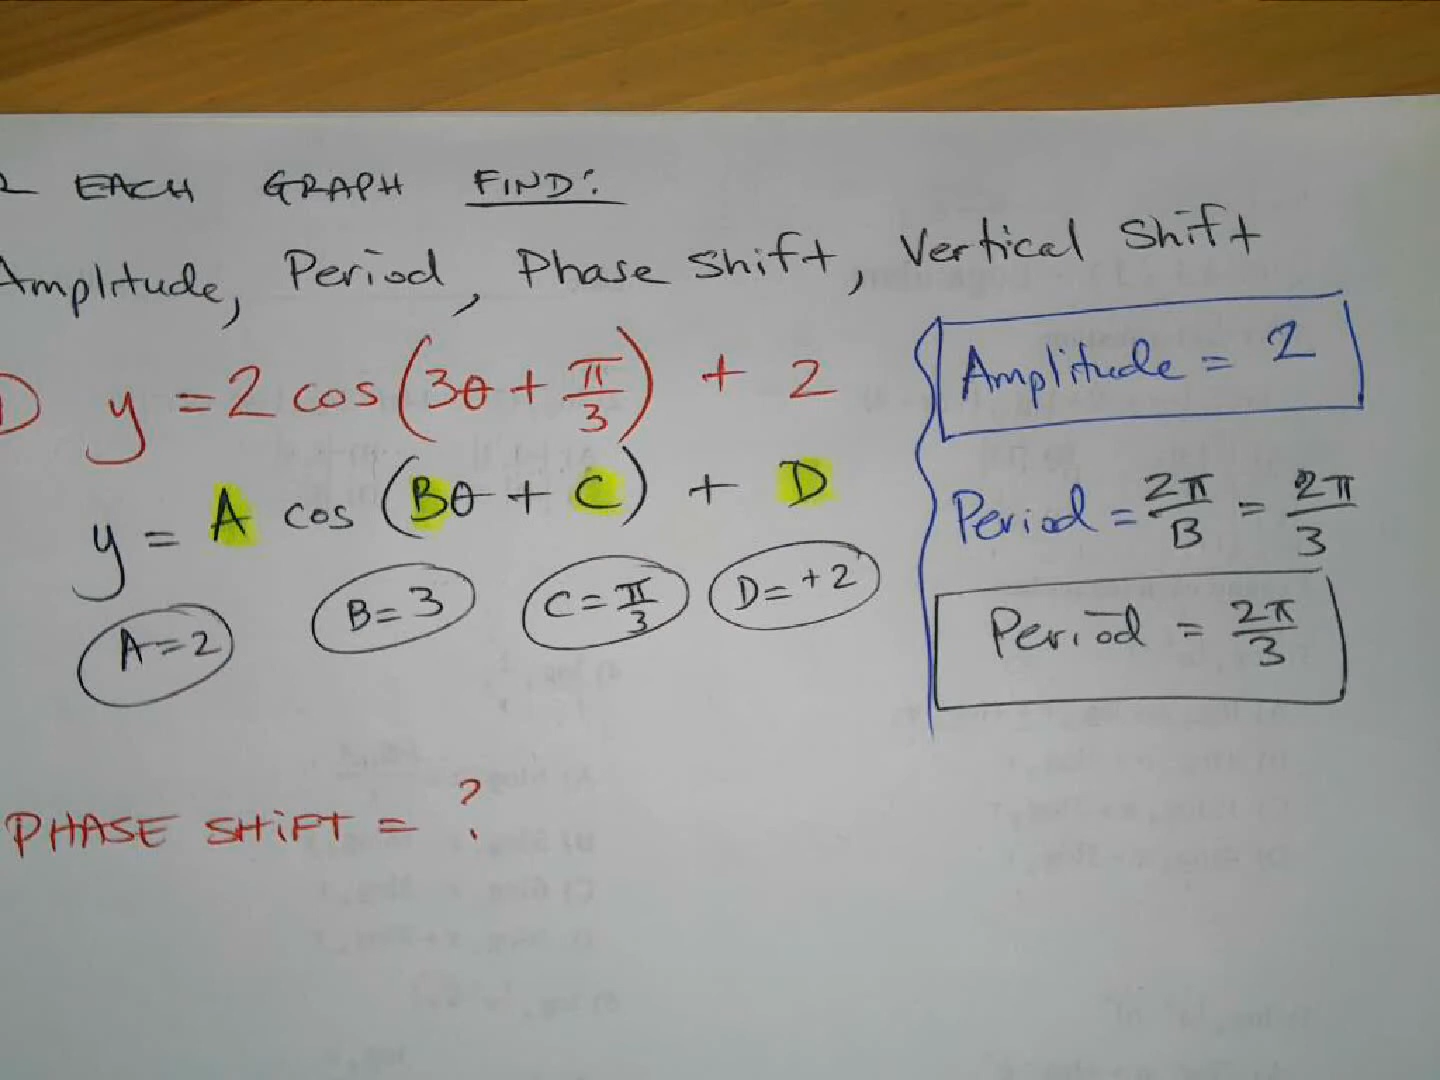 EACH GRAPH FIND:
Amplitude, Period, Phase Shift, Vertical Shift
y = 2 cos (3θ + π/3) + 2
y = A cos (Bθ + C) + D
A = 2 B = 3 C = π/3 D = +2
PHASE SHIFT = ?
Amplitude = 2
Period = 2π/B = 2π/3
Period = 2π/3